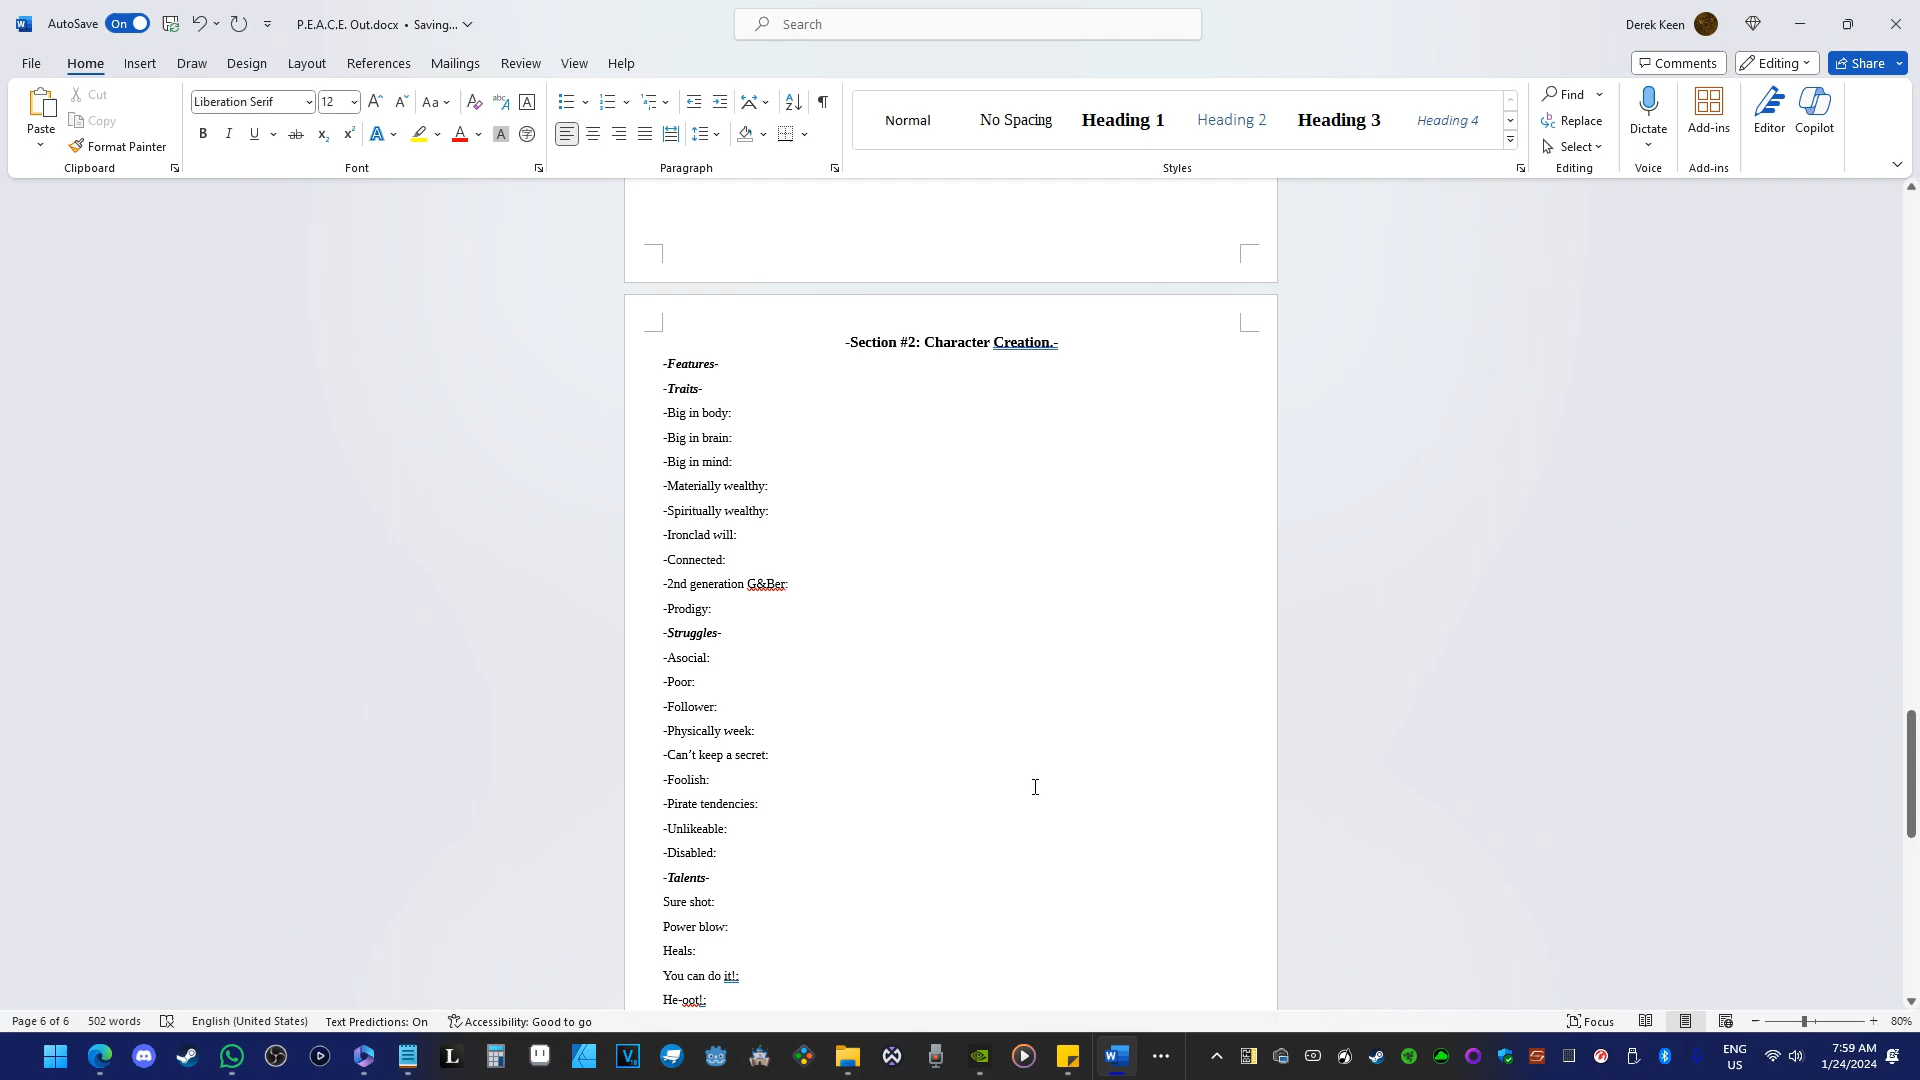 AutoSave On P.E.A.C.E. Out.docx • Saving... Search Derek Keen
File Home Insert Draw Design Layout References Mailings Review View Help Comments Editing Share
Paste Cut Copy Format Painter
Liberation Serif 12 Aa
Normal No Spacing Heading 1 Heading 2 Heading 3 Heading 4
Find Replace Select
Dictate Add-ins Editor Copilot
Clipboard Font Paragraph Styles Editing Voice Add-ins
-Section #2: Character Creation.-
-Features-
-Traits-
-Big in body:
-Big in brain:
-Big in mind:
-Materially wealthy:
-Spiritually wealthy:
-Ironclad will:
-Connected:
-2nd generation G&Ber:
-Prodigy:
-Struggles-
-Asocial:
-Poor:
-Follower:
-Physically week:
-Can’t keep a secret:
-Foolish:
-Pirate tendencies:
-Unlikeable:
-Disabled:
-Talents-
Sure shot:
Power blow:
Heals:
You can do it!:
He-oot!:
Page 6 of 6 502 words English (United States) Text Predictions: On Accessibility: Good to go Focus 80%
ENG US 7:59 AM 1/24/2024